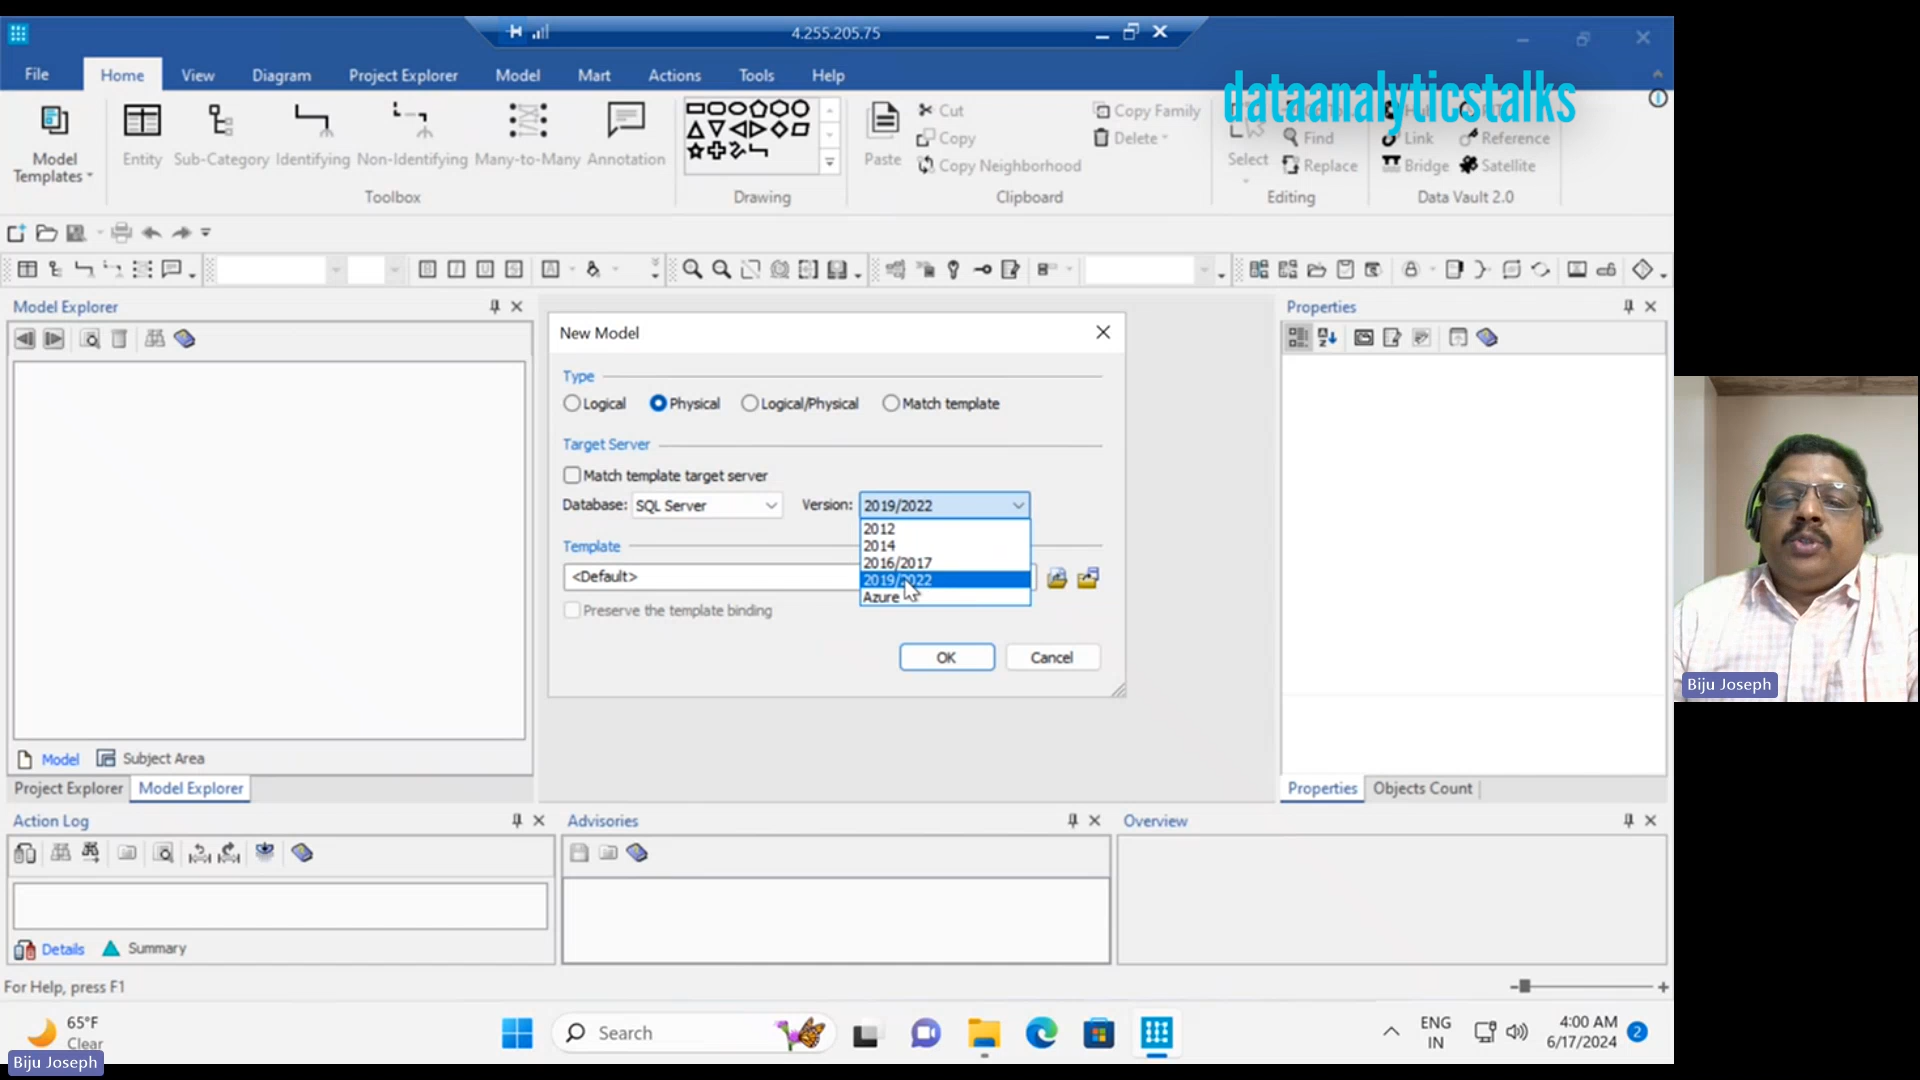 4.255.205.75
File Home View Diagram Project Explorer Model Mart Actions Tools Help
dataanalyticstalks
Model Templates
Entity Sub-Category Identifying Non-Identifying Many-to-Many Annotation
Toolbox
Drawing
Paste
Cut
Copy
Copy Neighborhood
Copy Family
Delete
Clipboard
Select
Find
Replace
Editing
Link Reference
Bridge Satellite
Data Vault 2.0
Model Explorer
New Model
Type
Logical Physical Logical/Physical Match template
Target Server
Match template target server
Database: SQL Server Version: 2019/2022
2012
2014
2016/2017
2019/2022
Azure
Template
<Default>
Preserve the template binding
OK Cancel
Properties
Model Subject Area
Project Explorer Model Explorer
Properties Objects Count
Action Log
Details Summary
Advisories
Overview
For Help, press F1
65°F
Clear
Search
ENG
IN
4:00 AM
6/17/2024
2
Biju Joseph
Biju Joseph